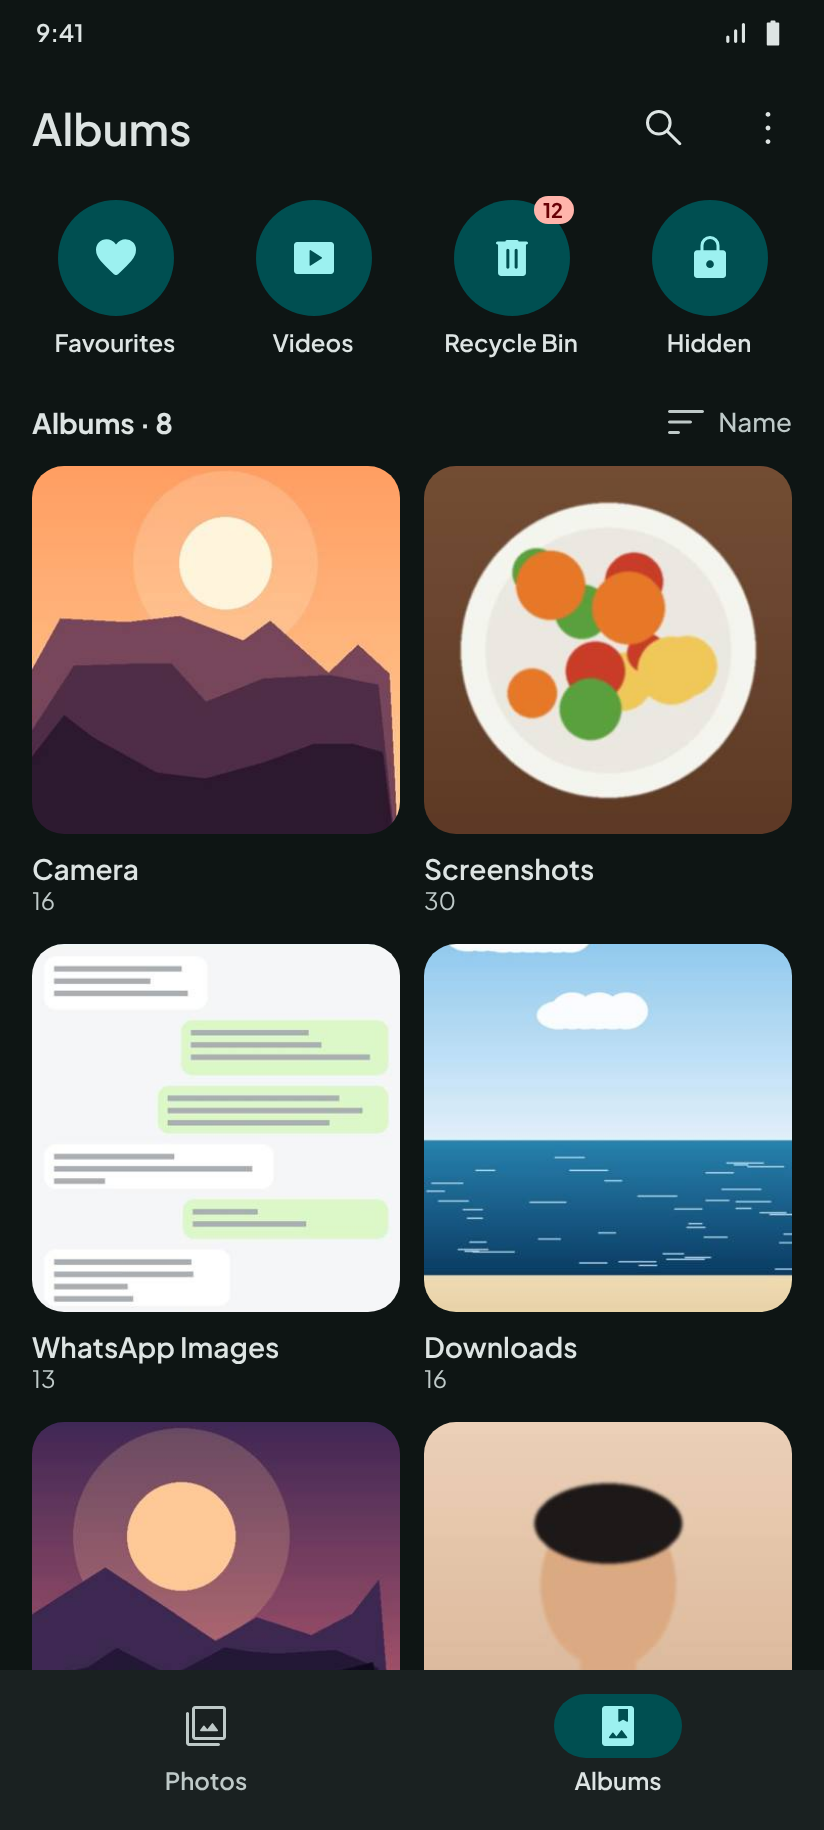 9:41
Albums
12
Favourites
Videos
Recycle Bin
Hidden
Albums · 8
Name
Camera
16
Screenshots
30
WhatsApp Images
13
Downloads
16
Photos
Albums